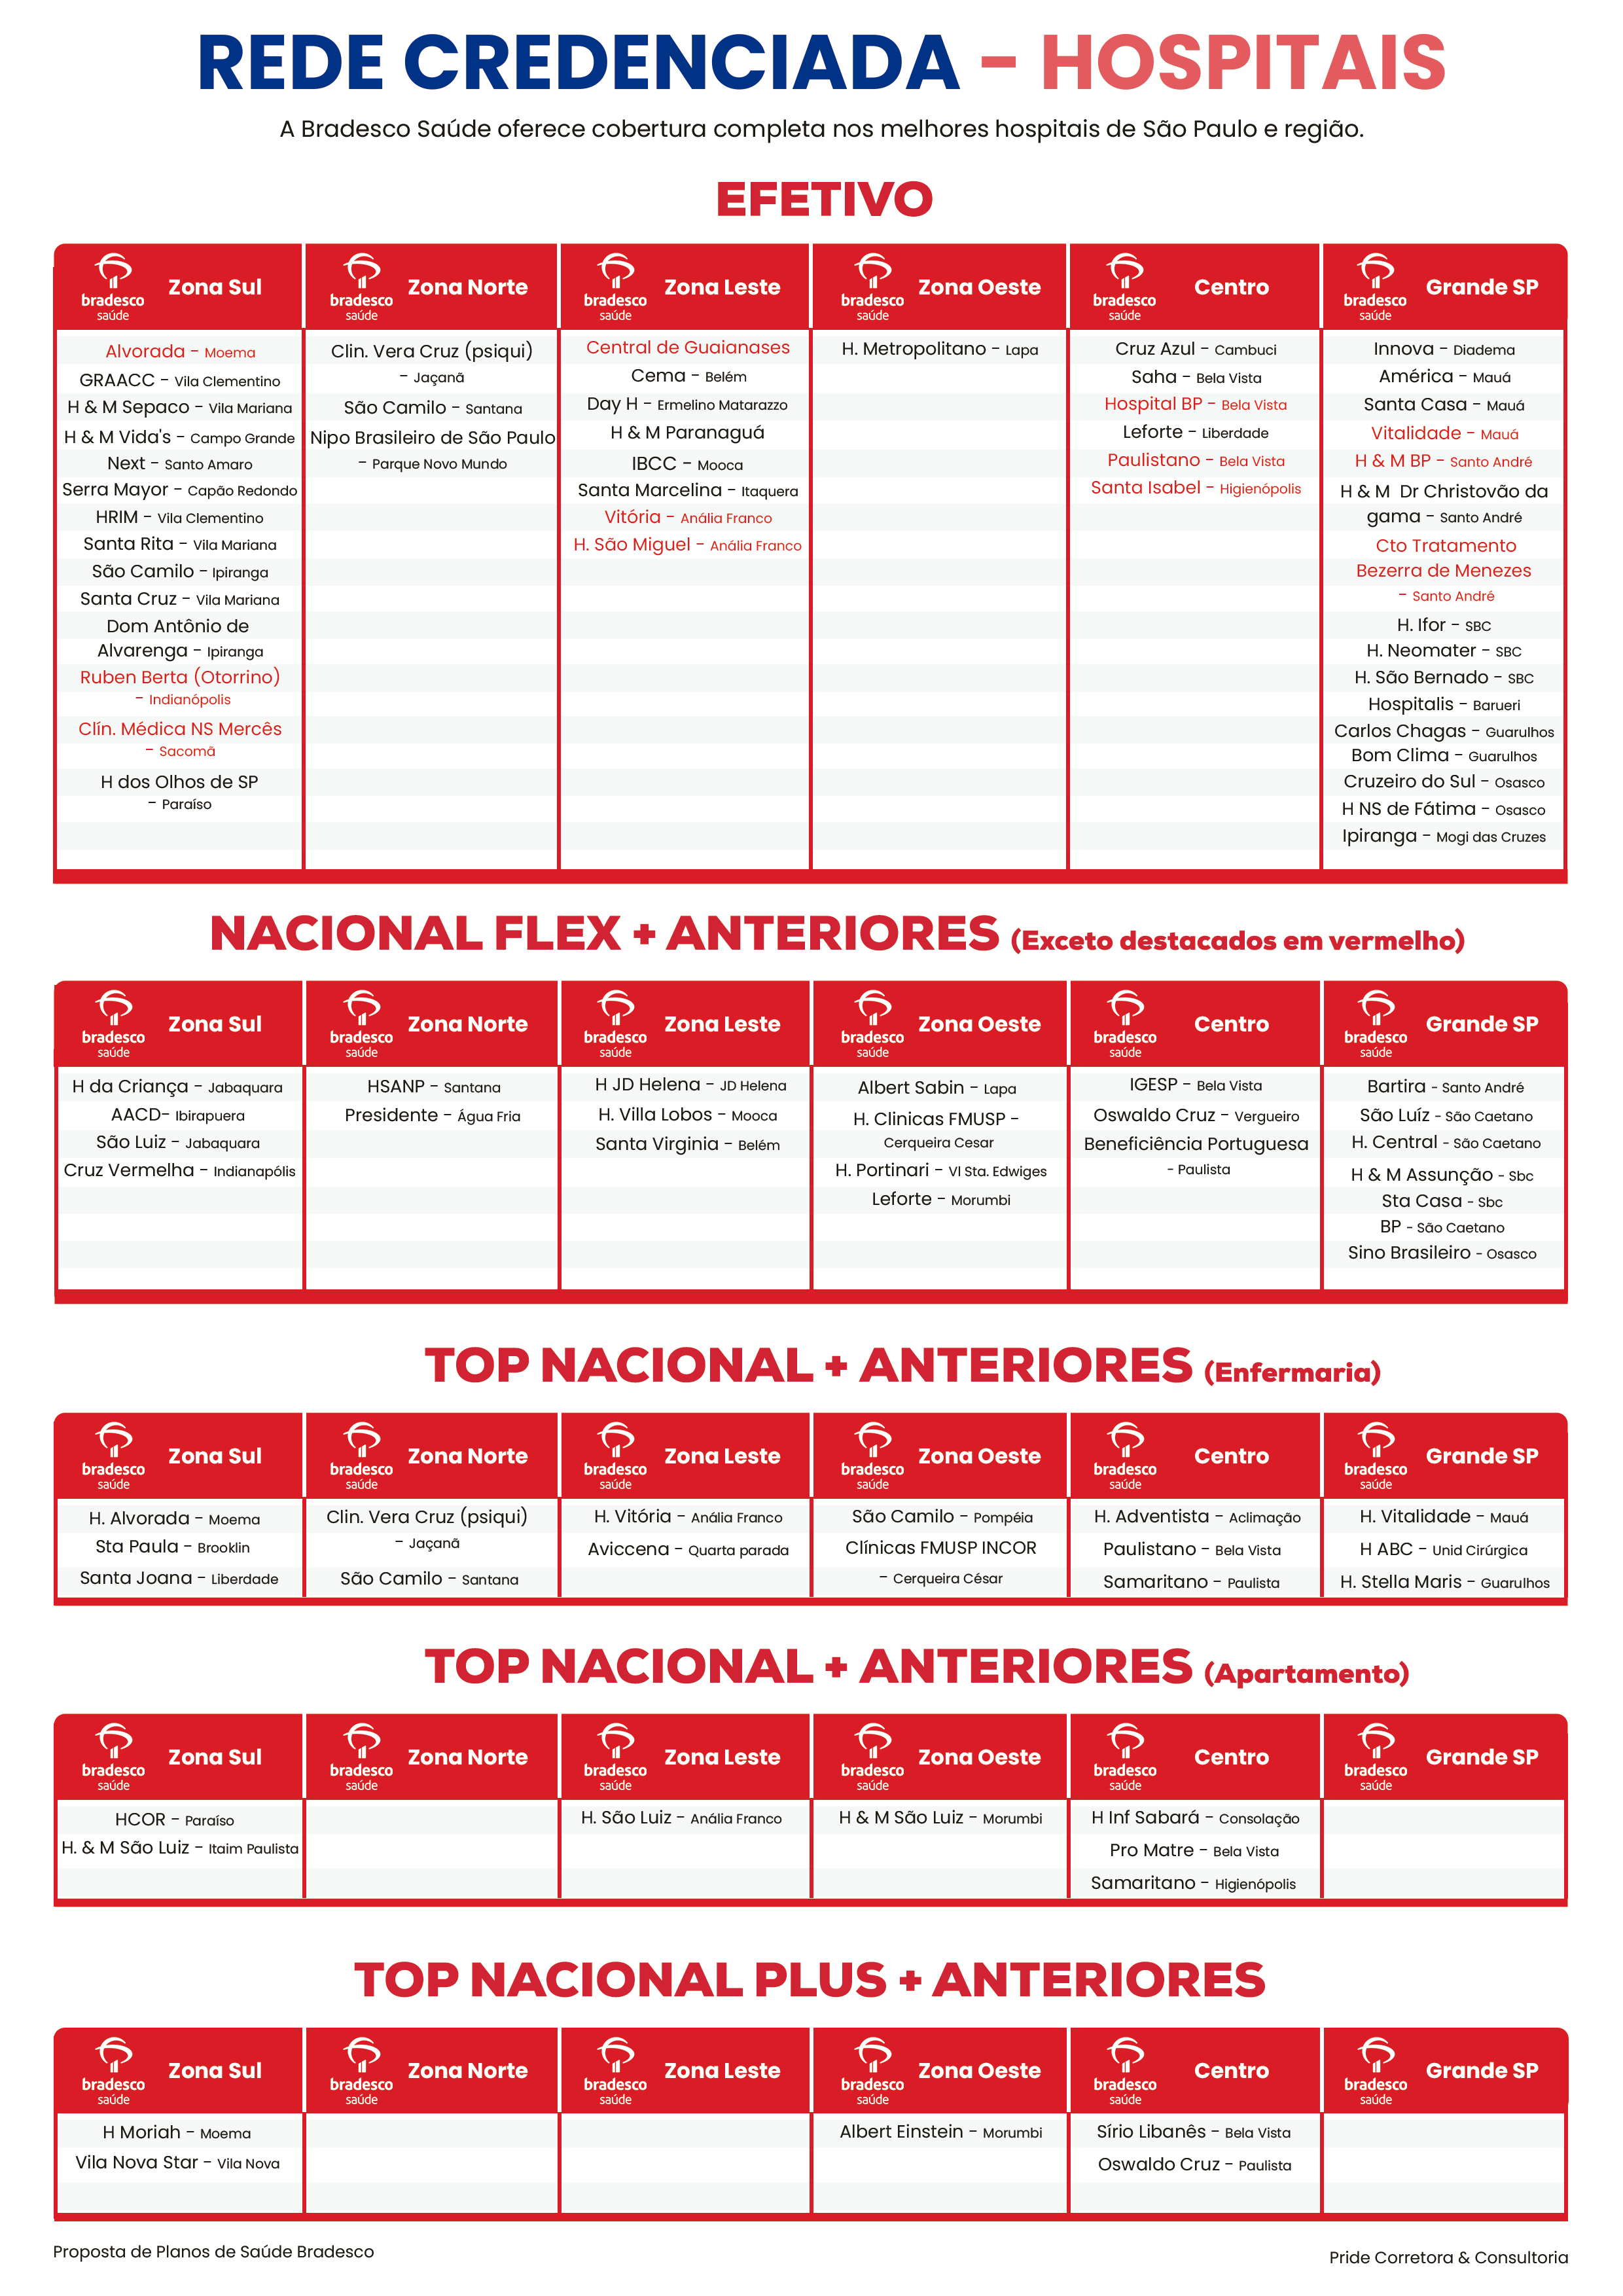 REDE CREDENCIADA - HOSPITAIS
A Bradesco Saúde oferece cobertura completa nos melhores hospitais de São Paulo e região.
EFETIVO
bradesco
saúde
Zona Sul
Alvorada - Moema
GRAACC - Vila Clementino
H & M Sepaco - Vila Mariana
H & M Vida's - Campo Grande
Next - Santo Amaro
Serra Mayor - Capão Redondo
HRIM - Vila Clementino
Santa Rita - Vila Mariana
São Camilo - Ipiranga
Santa Cruz - Vila Mariana
Dom Antônio de
Alvarenga - Ipiranga
Ruben Berta (Otorrino)
- Indianópolis
Clín. Médica NS Mercês
- Sacomã
H dos Olhos de SP
- Paraíso
bradesco
saúde
Zona Norte
Clin. Vera Cruz (psiqui)
- Jaçanã
São Camilo - Santana
Nipo Brasileiro de São Paulo
- Parque Novo Mundo
bradesco
saúde
Zona Leste
Central de Guaianases
Cema - Belém
Day H - Ermelino Matarazzo
H & M Paranaguá
IBCC - Mooca
Santa Marcelina - Itaquera
Vitória - Anália Franco
H. São Miguel - Anália Franco
bradesco
saúde
Zona Oeste
H. Metropolitano - Lapa
bradesco
saúde
Centro
Cruz Azul - Cambuci
Saha - Bela Vista
Hospital BP - Bela Vista
Leforte - Liberdade
Paulistano - Bela Vista
Santa Isabel - Higienópolis
bradesco
saúde
Grande SP
Innova - Diadema
América - Mauá
Santa Casa - Mauá
Vitalidade - Mauá
H & M BP - Santo André
H & M Dr Christovão da
gama - Santo André
Cto Tratamento
Bezerra de Menezes
- Santo André
H. Ifor - SBC
H. Neomater - SBC
H. São Bernado - SBC
Hospitalis - Barueri
Carlos Chagas - Guarulhos
Bom Clima - Guarulhos
Cruzeiro do Sul - Osasco
H NS de Fátima - Osasco
Ipiranga - Mogi das Cruzes
NACIONAL FLEX + ANTERIORES (Exceto destacados em vermelho)
bradesco
saúde
Zona Sul
H da Criança - Jabaquara
AACD- Ibirapuera
São Luiz - Jabaquara
Cruz Vermelha - Indianapólis
bradesco
saúde
Zona Norte
HSANP - Santana
Presidente - Água Fria
bradesco
saúde
Zona Leste
H JD Helena - JD Helena
H. Villa Lobos - Mooca
Santa Virginia - Belém
bradesco
saúde
Zona Oeste
Albert Sabin - Lapa
H. Clinicas FMUSP -
Cerqueira Cesar
H. Portinari - Vl Sta. Edwiges
Leforte - Morumbi
bradesco
saúde
Centro
IGESP - Bela Vista
Oswaldo Cruz - Vergueiro
Beneficiência Portuguesa
- Paulista
bradesco
saúde
Grande SP
Bartira - Santo André
São Luíz - São Caetano
H. Central - São Caetano
H & M Assunção - Sbc
Sta Casa - Sbc
BP - São Caetano
Sino Brasileiro - Osasco
TOP NACIONAL + ANTERIORES (Enfermaria)
bradesco
saúde
Zona Sul
H. Alvorada - Moema
Sta Paula - Brooklin
Santa Joana - Liberdade
bradesco
saúde
Zona Norte
Clin. Vera Cruz (psiqui)
- Jaçanã
São Camilo - Santana
bradesco
saúde
Zona Leste
H. Vitória - Anália Franco
Aviccena - Quarta parada
bradesco
saúde
Zona Oeste
São Camilo - Pompéia
Clínicas FMUSP INCOR
- Cerqueira César
bradesco
saúde
Centro
H. Adventista - Aclimação
Paulistano - Bela Vista
Samaritano - Paulista
bradesco
saúde
Grande SP
H. Vitalidade - Mauá
H ABC - Unid Cirúrgica
H. Stella Maris - Guarulhos
TOP NACIONAL + ANTERIORES (Apartamento)
bradesco
saúde
Zona Sul
HCOR - Paraíso
H. & M São Luiz - Itaim Paulista
bradesco
saúde
Zona Norte
bradesco
saúde
Zona Leste
H. São Luiz - Anália Franco
bradesco
saúde
Zona Oeste
H & M São Luiz - Morumbi
bradesco
saúde
Centro
H Inf Sabará - Consolação
Pro Matre - Bela Vista
Samaritano - Higienópolis
bradesco
saúde
Grande SP
TOP NACIONAL PLUS + ANTERIORES
bradesco
saúde
Zona Sul
H Moriah - Moema
Vila Nova Star - Vila Nova
bradesco
saúde
Zona Norte
bradesco
saúde
Zona Leste
bradesco
saúde
Zona Oeste
Albert Einstein - Morumbi
bradesco
saúde
Centro
Sírio Libanês - Bela Vista
Oswaldo Cruz - Paulista
bradesco
saúde
Grande SP
Proposta de Planos de Saúde Bradesco
Pride Corretora & Consultoria